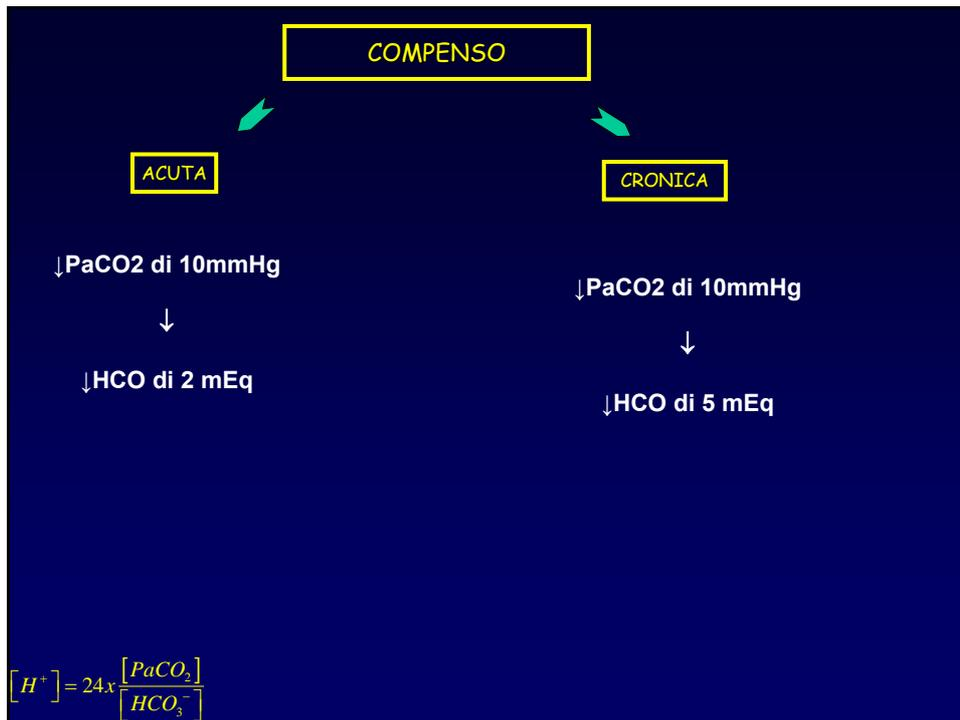 COMPENSO
ACUTA
↓PaCO2 di 10mmHg
↓
↓HCO di 2 mEq
CRONICA
↓PaCO2 di 10mmHg
↓
↓HCO di 5 mEq
[H⁺] = 24x [PaCO₂] / [HCO₃⁻]